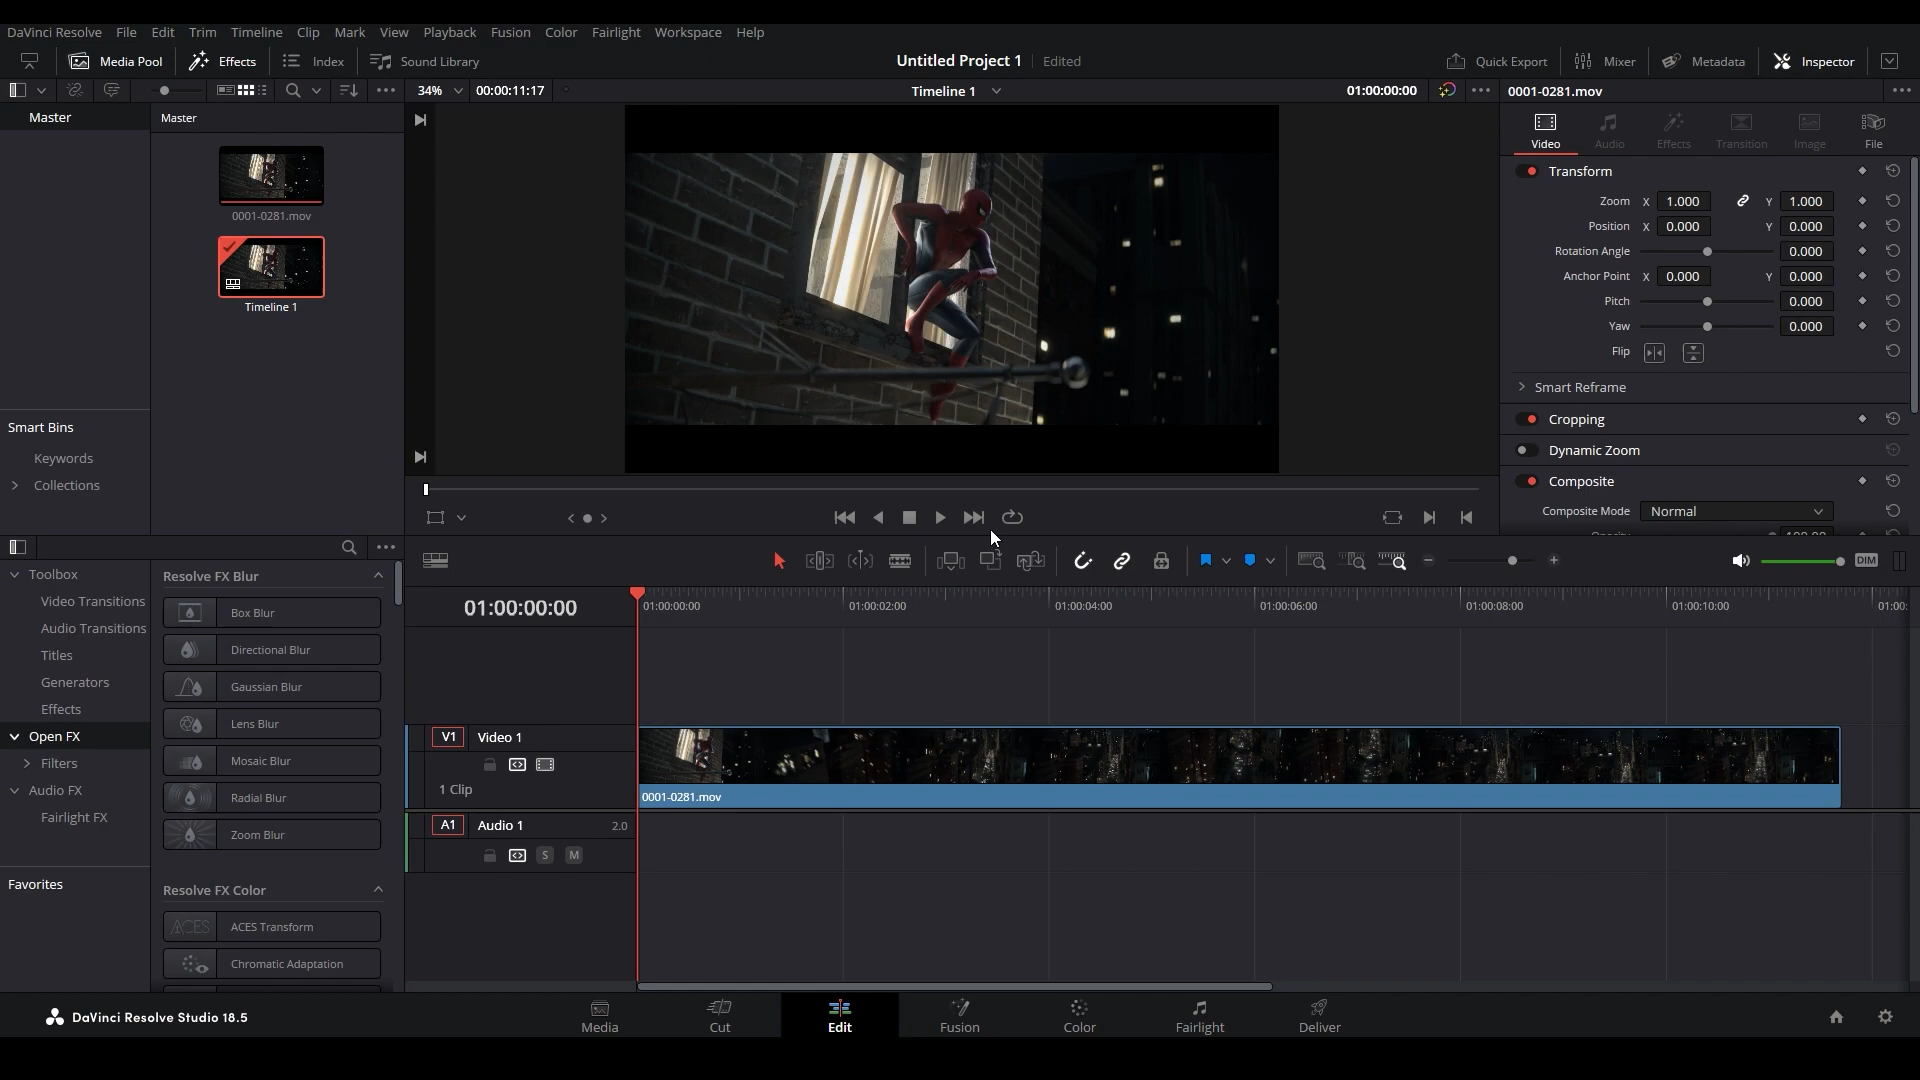 DaVinci Resolve File Edit Trim Timeline Clip Mark View Playback Fusion Color Fairlight Workspace Help
Media Pool Effects Index Sound Library Untitled Project 1 Edited Quick Export Mixer Metadata Inspector
34% 00:00:11:17 Timeline 1 01:00:00:00 0001-0281.mov
Master
Master
0001-0281.mov
Timeline 1
Smart Bins
Keywords
Collections
Video Audio Effects Transition Image File
Transform
Zoom X 1.000 Y 1.000
Position X 0.000 Y 0.000
Rotation Angle 0.000
Anchor Point X 0.000 Y 0.000
Pitch 0.000
Yaw 0.000
Flip
Smart Reframe
Cropping
Dynamic Zoom
Composite
Composite Mode Normal
DIM
Toolbox
Video Transitions
Audio Transitions
Titles
Generators
Effects
Open FX
Filters
Audio FX
Fairlight FX
Favorites
Resolve FX Blur
Box Blur
Directional Blur
Gaussian Blur
Lens Blur
Mosaic Blur
Radial Blur
Zoom Blur
Resolve FX Color
ACES ACES Transform
Chromatic Adaptation
01:00:00:00
01:00:00:00 01:00:02:00 01:00:04:00 01:00:06:00 01:00:08:00 01:00:10:00 01:00:
V1 Video 1
1 Clip
0001-0281.mov
A1 Audio 1 2.0
S M
DaVinci Resolve Studio 18.5
Media Cut Edit Fusion Color Fairlight Deliver